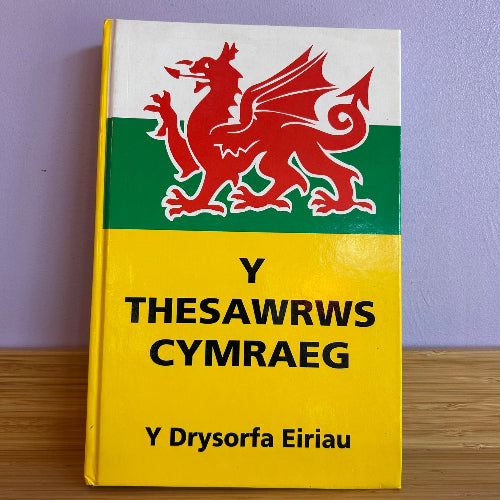 Y
THESAWRWS
CYMRAEG
Y Drysorfa Eiriau